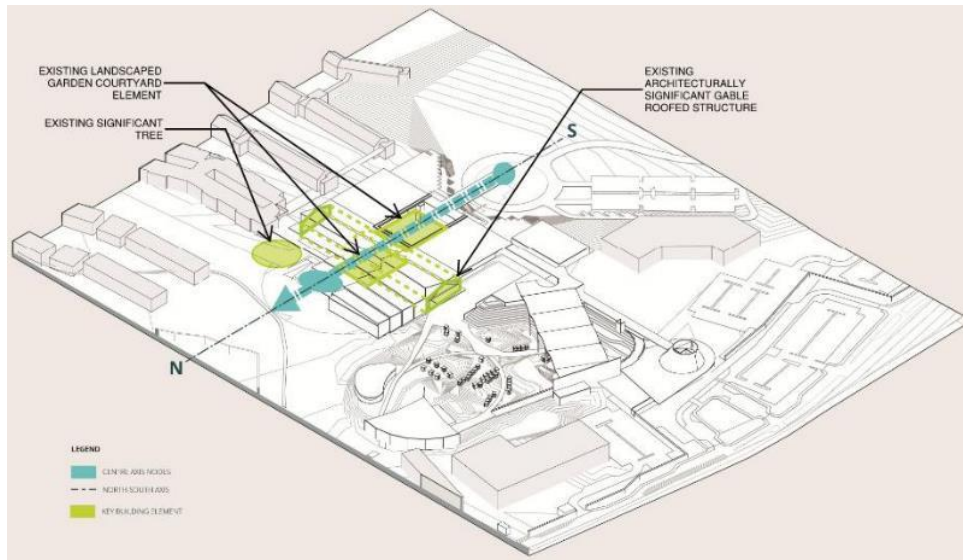 EXISTING LANDSCAPED
GARDEN COURTYARD
ELEMENT
EXISTING SIGNIFICANT
TREE
EXISTING
ARCHITECTURALLY
SIGNIFICANT GABLE
ROOFED STRUCTURE
S
N
LEGEND
CENTRE AXIS NODES
NORTH SOUTH AXIS
KEY BUILDING ELEMENT